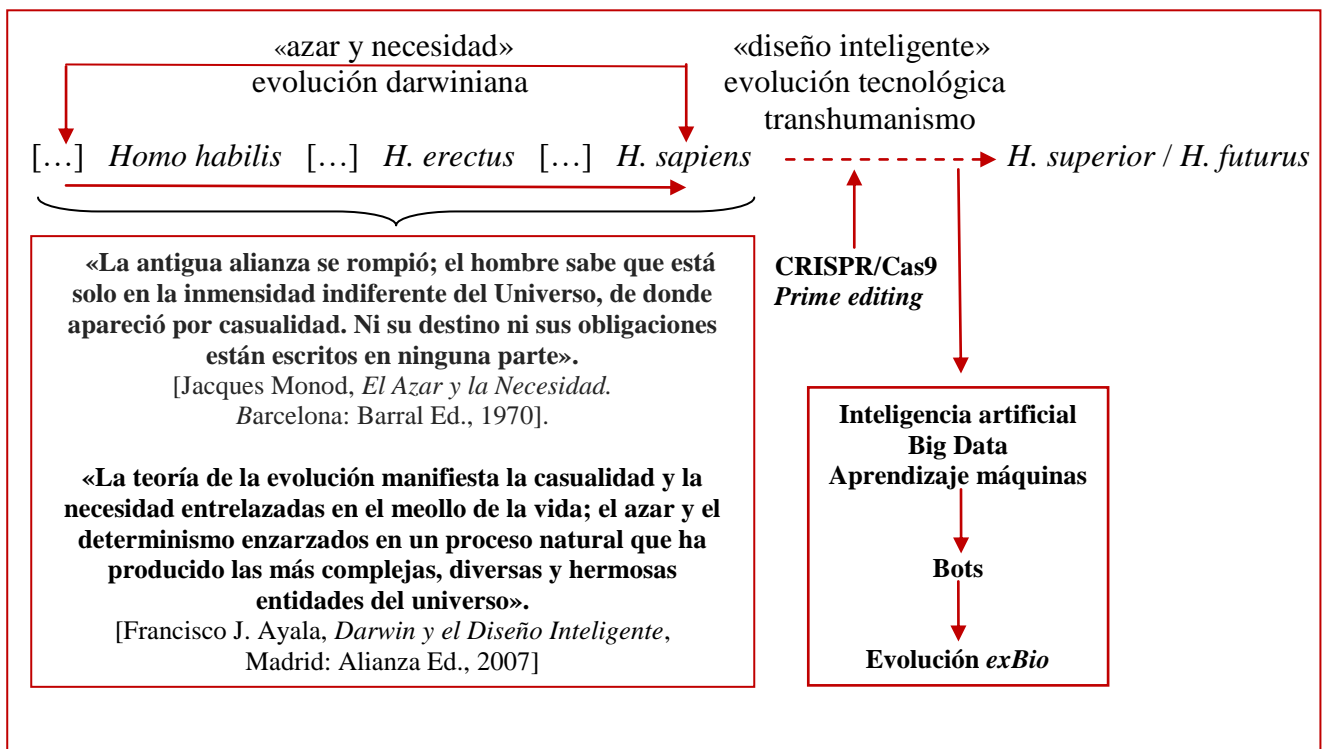 «azar y necesidad»
evolución darwiniana
«diseño inteligente»
evolución tecnológica
transhumanismo
[…] Homo habilis […] H. erectus […] H. sapiens H. superior / H. futurus
«La antigua alianza se rompió; el hombre sabe que está
solo en la inmensidad indiferente del Universo, de donde
apareció por casualidad. Ni su destino ni sus obligaciones
están escritos en ninguna parte».
[Jacques Monod, El Azar y la Necesidad.
Barcelona: Barral Ed., 1970].
«La teoría de la evolución manifiesta la casualidad y la
necesidad entrelazadas en el meollo de la vida; el azar y el
determinismo enzarzados en un proceso natural que ha
producido las más complejas, diversas y hermosas
entidades del universo».
[Francisco J. Ayala, Darwin y el Diseño Inteligente,
Madrid: Alianza Ed., 2007]
CRISPR/Cas9
Prime editing
Inteligencia artificial
Big Data
Aprendizaje máquinas
Bots
Evolución exBio